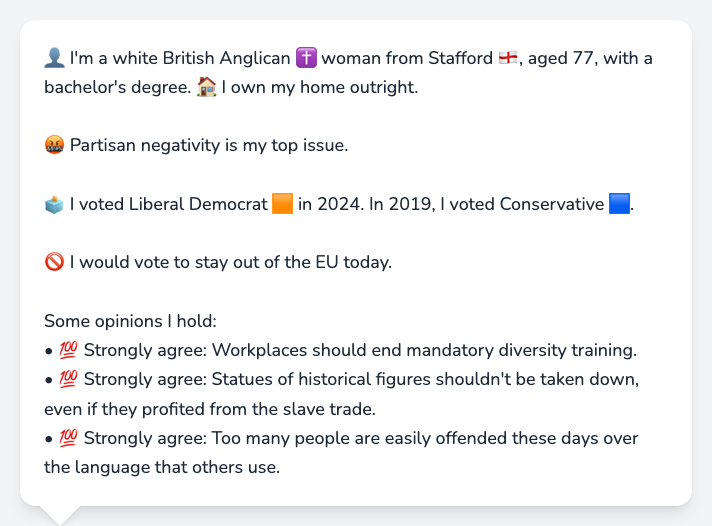 👤 I'm a white British Anglican ✝️ woman from Stafford 🏴󠁧󠁢󠁥󠁮󠁧󠁿, aged 77, with a
bachelor's degree. 🏠 I own my home outright.
🤬 Partisan negativity is my top issue.
🗳️ I voted Liberal Democrat 🟧 in 2024. In 2019, I voted Conservative 🟦.
🚫 I would vote to stay out of the EU today.
Some opinions I hold:
• 💯 Strongly agree: Workplaces should end mandatory diversity training.
• 💯 Strongly agree: Statues of historical figures shouldn't be taken down,
even if they profited from the slave trade.
• 💯 Strongly agree: Too many people are easily offended these days over
the language that others use.